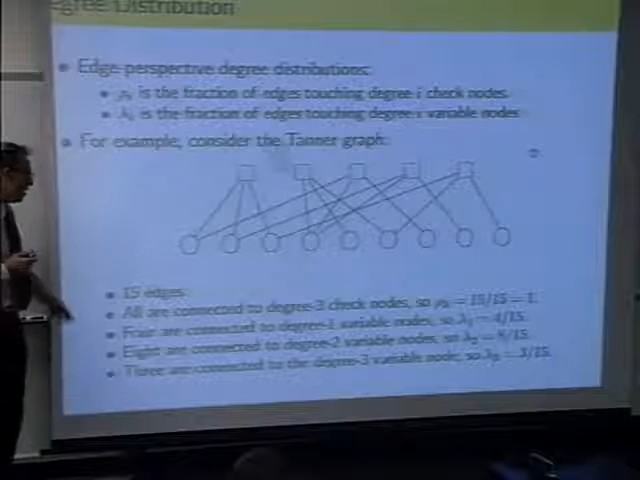 egree Distribution
Edge perspective degree distributions:
ρᵢ is the fraction of edges touching degree i check nodes.
λᵢ is the fraction of edges touching degree i variable nodes
For example, consider the Tanner graph:
15 edges:
All are connected to degree-3 check nodes, so ρ₃ = 15/15 = 1.
Four are connected to degree-1 variable nodes, so λ₁ = 4/15.
Eight are connected to degree-2 variable nodes, so λ₂ = 8/15.
Three are connected to the degree-3 variable node, so λ₃ = 3/15.